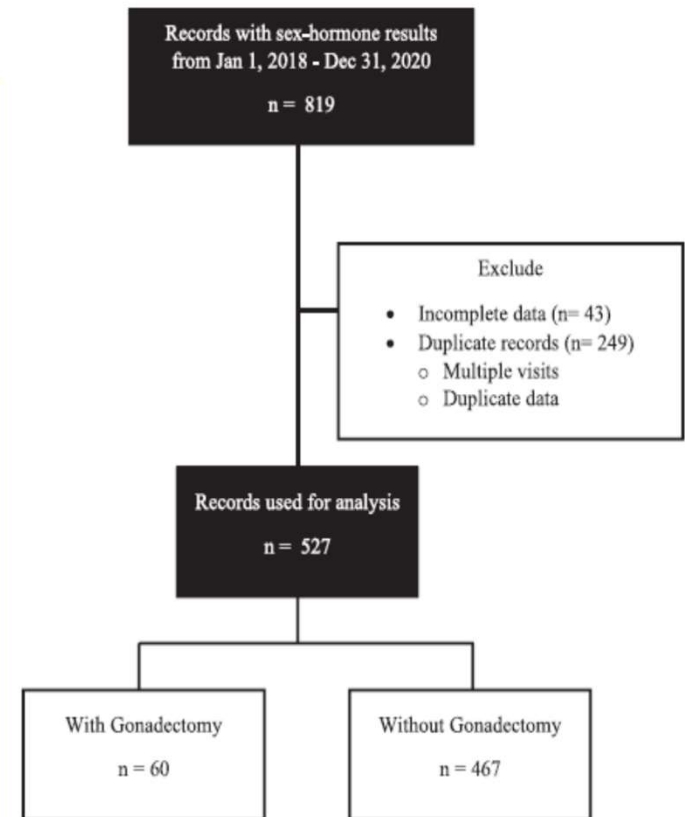 Records with sex-hormone results
from Jan 1, 2018 - Dec 31, 2020
n = 819
Exclude
• Incomplete data (n= 43)
• Duplicate records (n= 249)
o Multiple visits
o Duplicate data
Records used for analysis
n = 527
With Gonadectomy
n = 60
Without Gonadectomy
n = 467